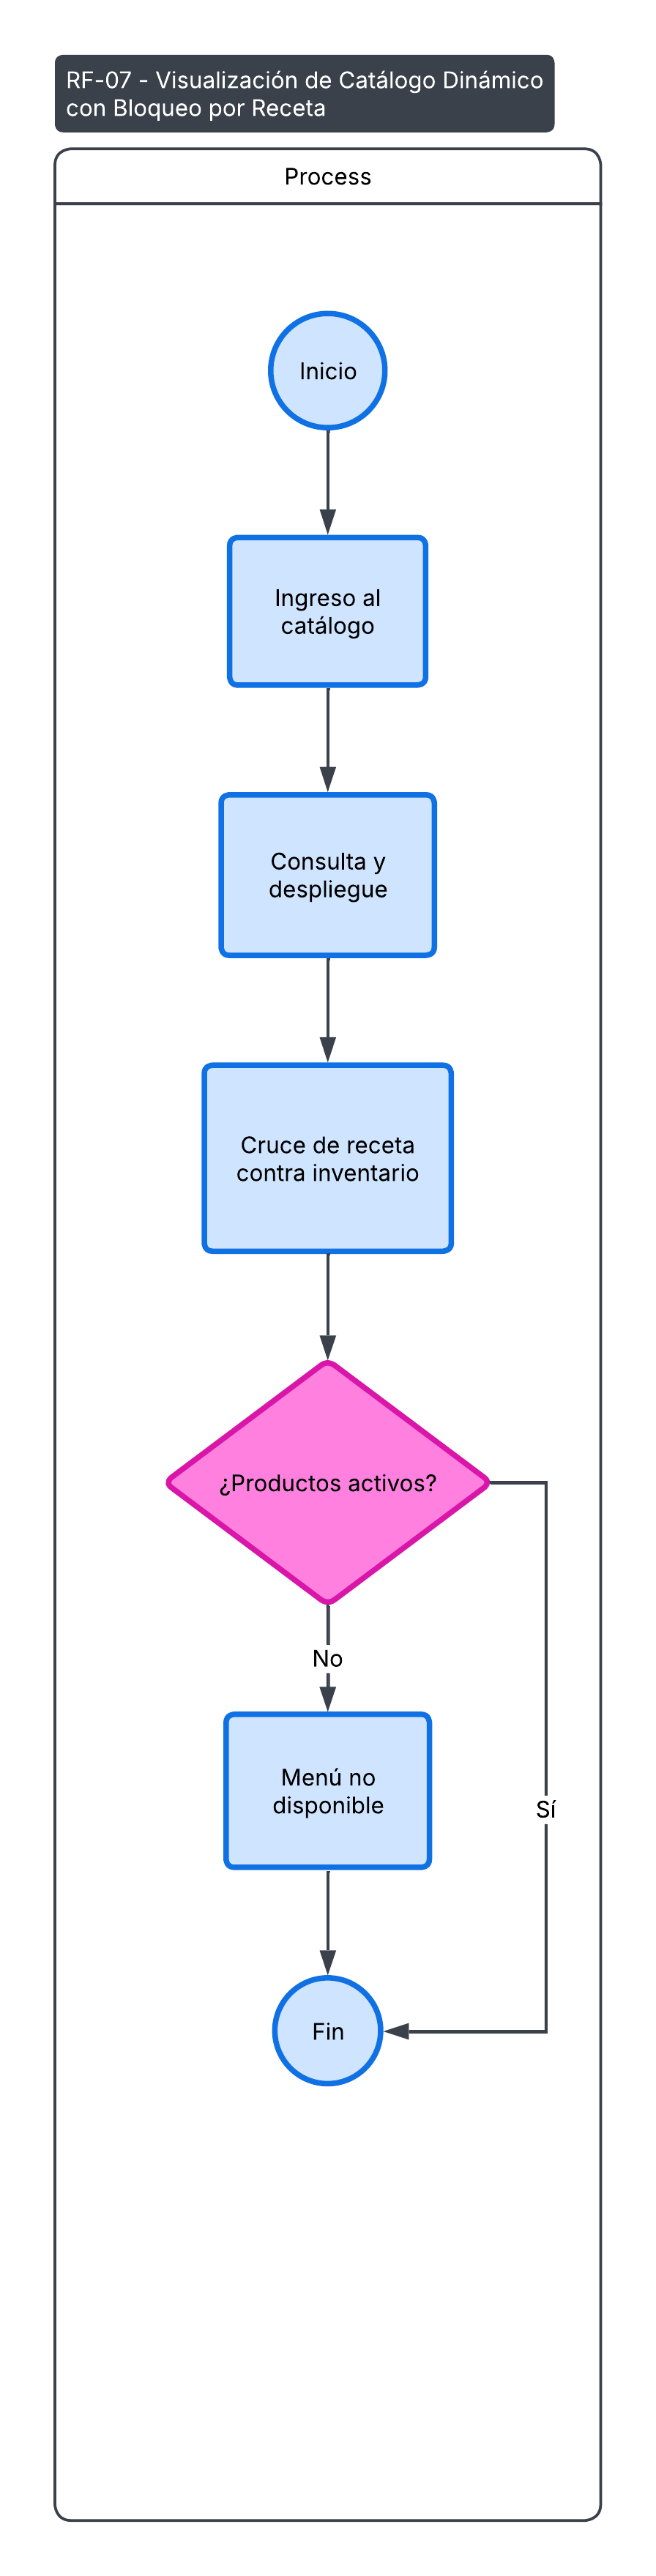 RF-07 - Visualización de Catálogo Dinámico
con Bloqueo por Receta
Process
Inicio
Ingreso al
catálogo
Consulta y
despliegue
Cruce de receta
contra inventario
¿Productos activos?
No
Menú no
disponible
Sí
Fin